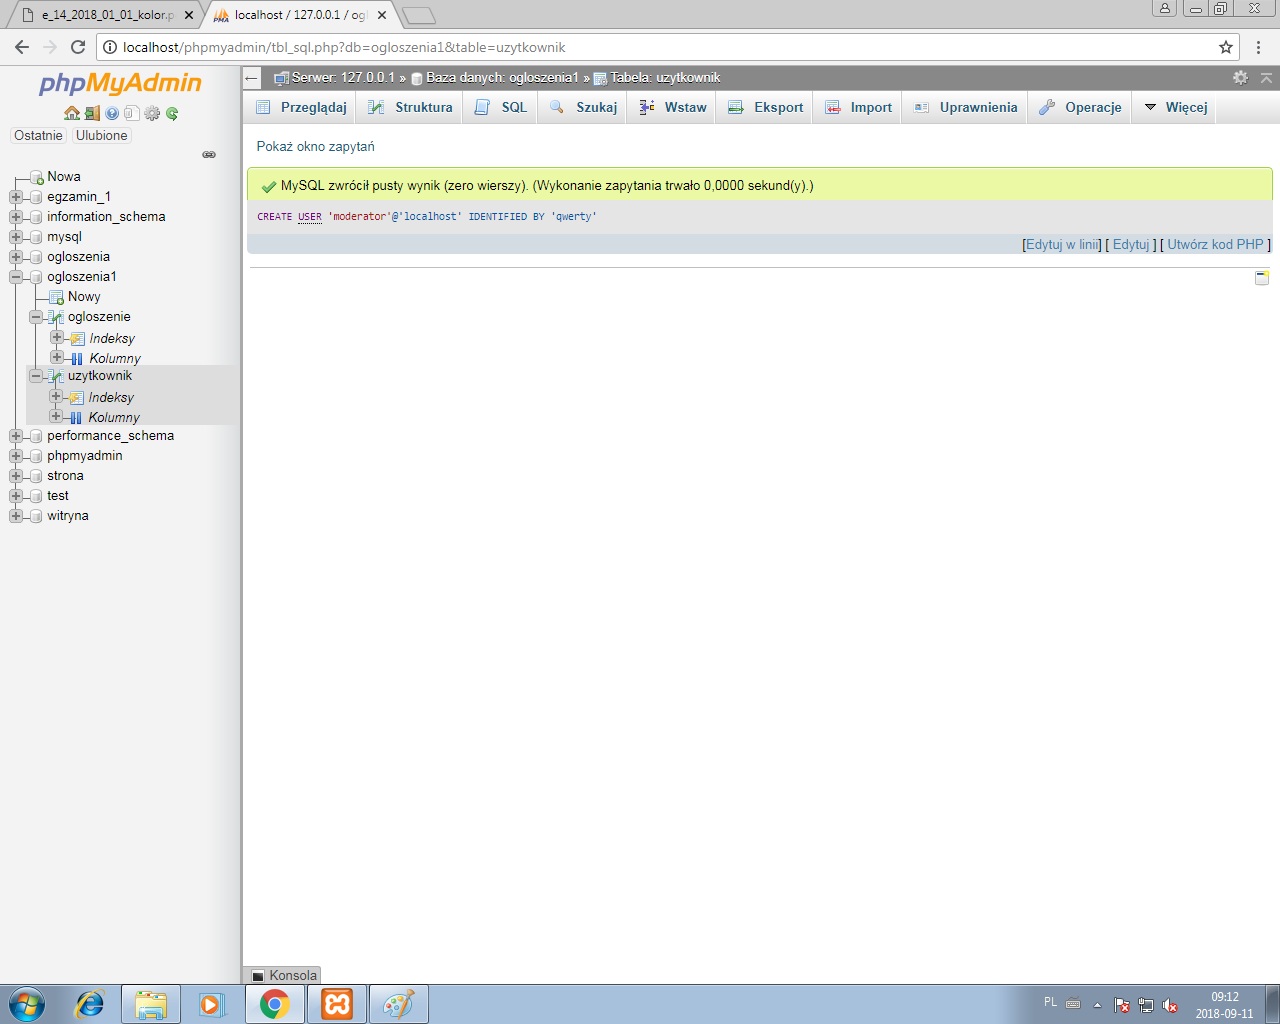 e_14_2018_01_01_kolor.p
localhost / 127.0.0.1 / ogł
localhost/phpmyadmin/tbl_sql.php?db=ogloszenia1&table=uzytkownik
phpMyAdmin
Ostatnie Ulubione
Nowa
egzamin_1
information_schema
mysql
ogloszenia
ogloszenia1
Nowy
ogloszenie
Indeksy
Kolumny
uzytkownik
Indeksy
Kolumny
performance_schema
phpmyadmin
strona
test
witryna
Serwer: 127.0.0.1 » Baza danych: ogloszenia1 » Tabela: uzytkownik
Przeglądaj Struktura SQL Szukaj Wstaw Eksport Import Uprawnienia Operacje Więcej
Pokaż okno zapytań
MySQL zwrócił pusty wynik (zero wierszy). (Wykonanie zapytania trwało 0,0000 sekund(y).)
CREATE USER 'moderator'@'localhost' IDENTIFIED BY 'qwerty'
[Edytuj w linii] [ Edytuj ] [ Utwórz kod PHP ]
Konsola
PL
09:12
2018-09-11